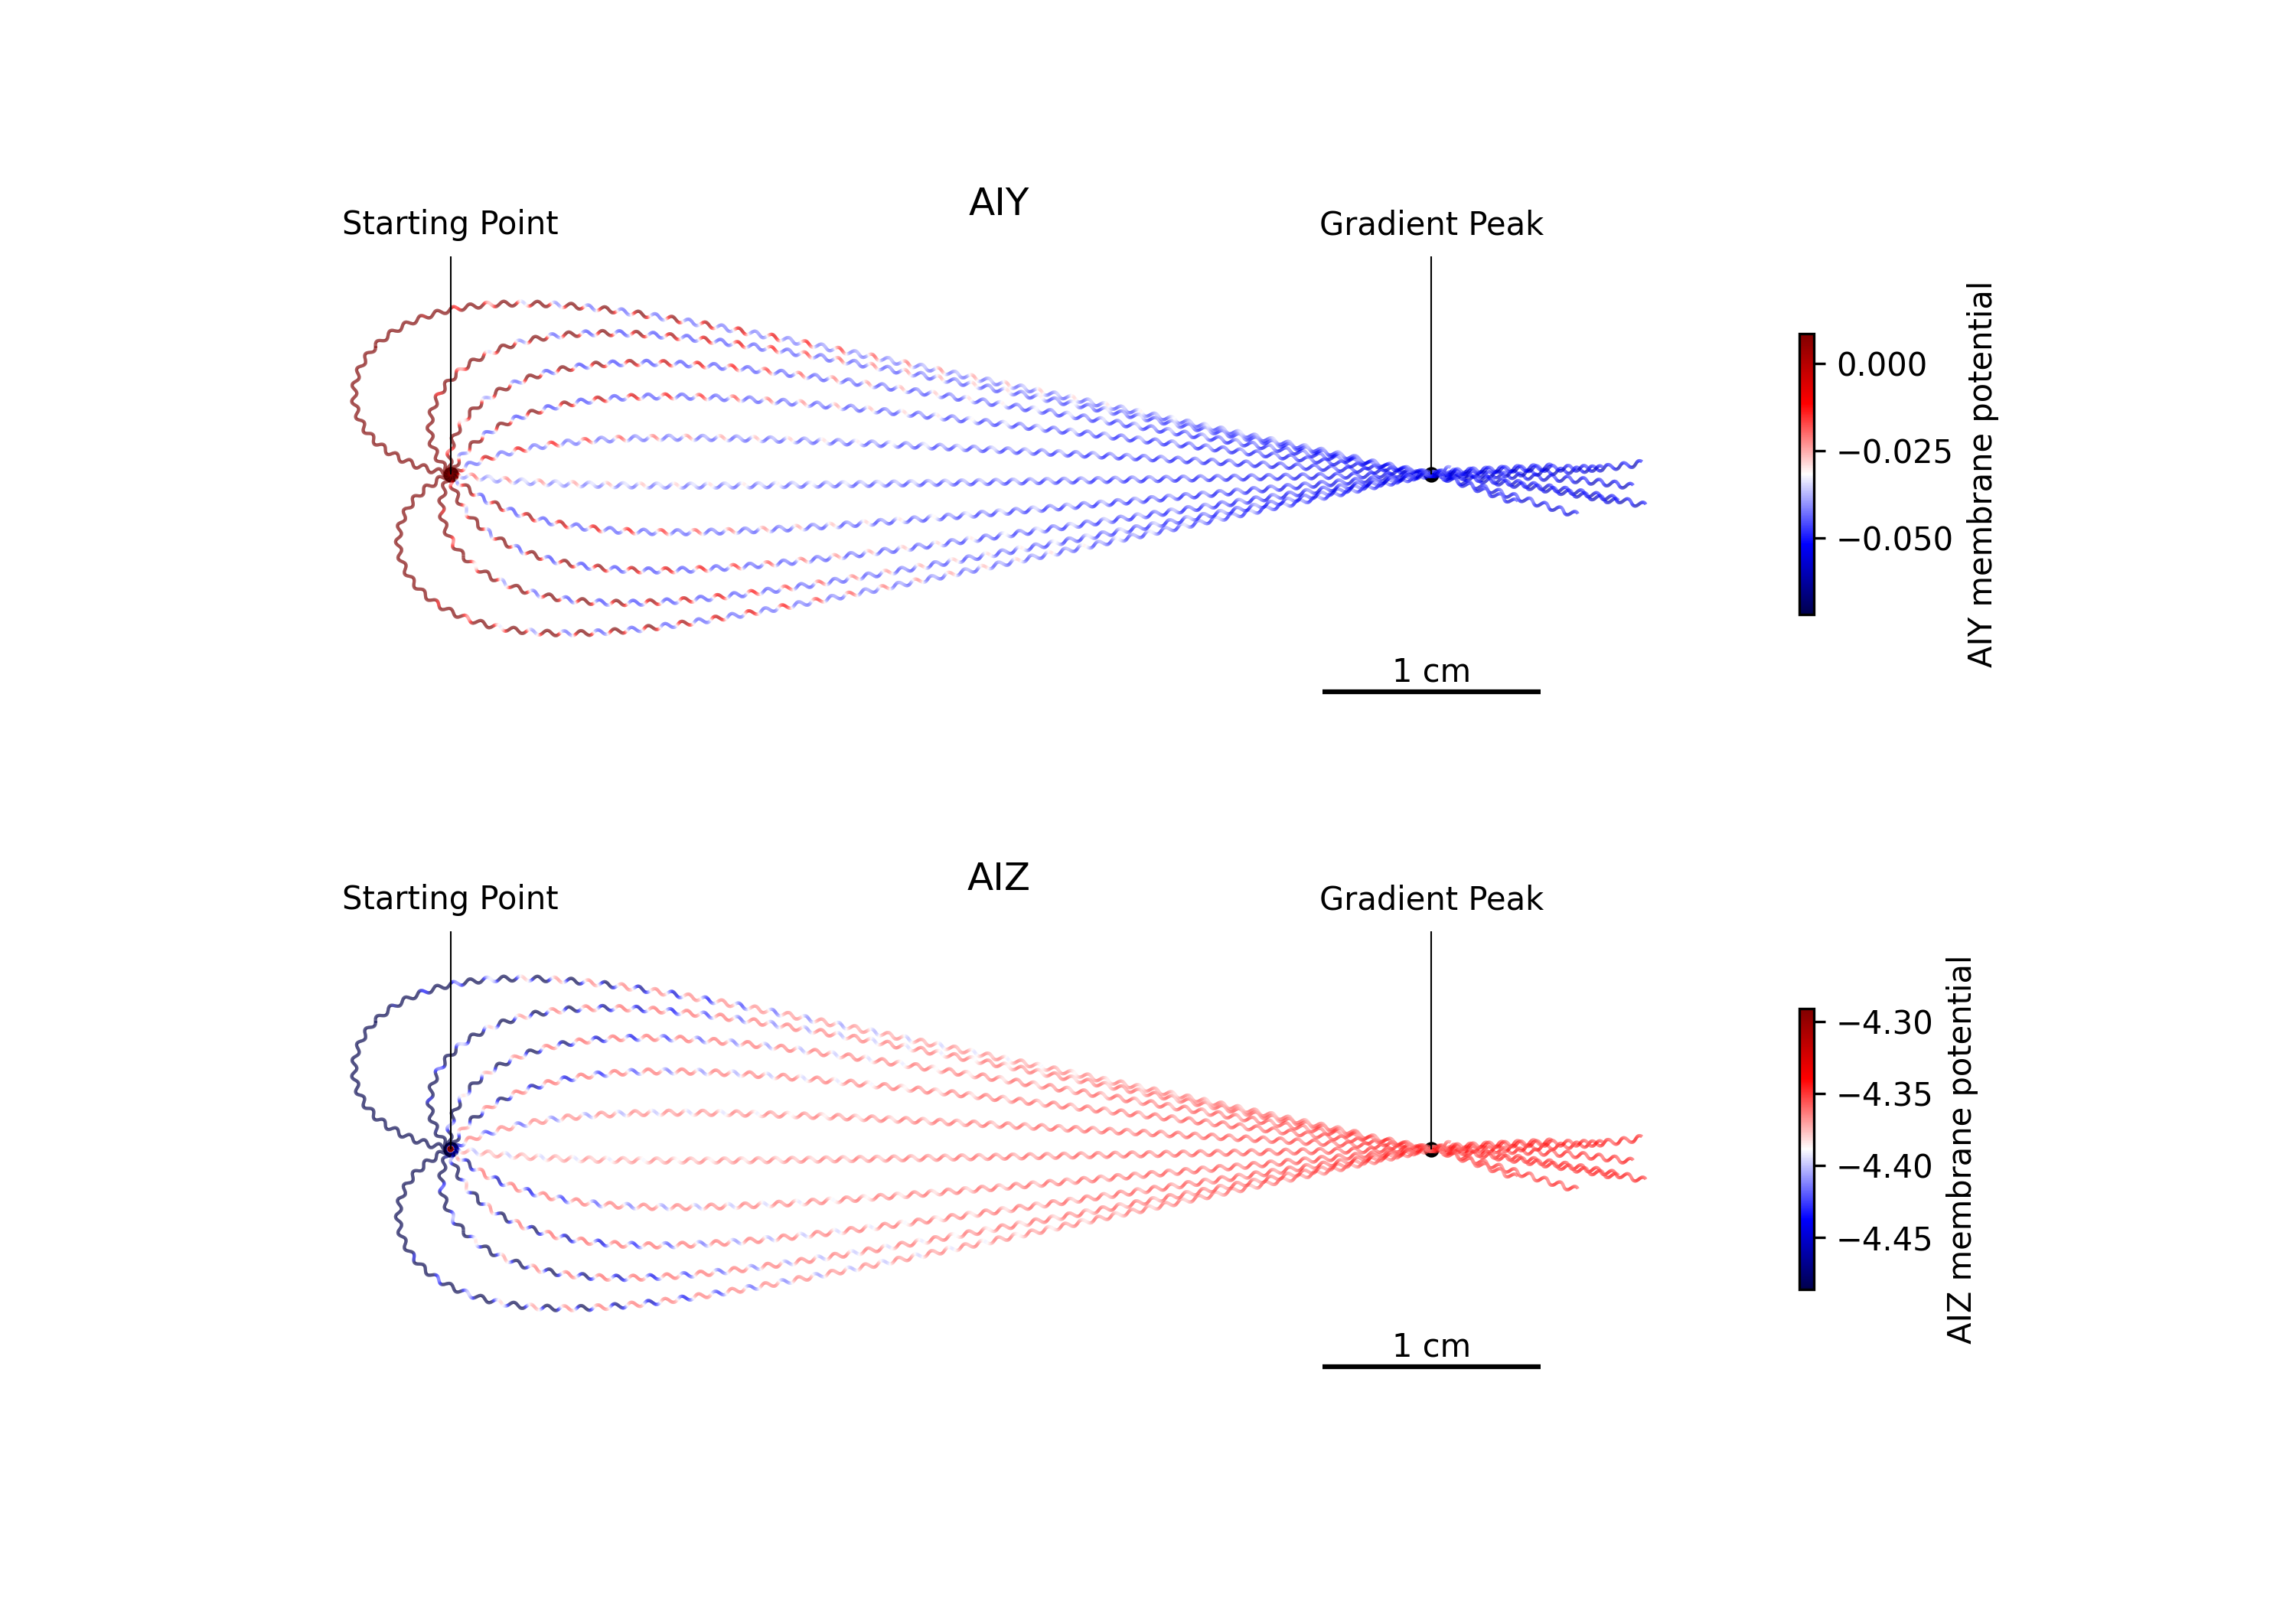 AIY
Starting Point
Gradient Peak
0.000
−0.025
−0.050
AIY membrane potential
1 cm
AIZ
Starting Point
Gradient Peak
−4.30
−4.35
−4.40
−4.45
AIZ membrane potential
1 cm